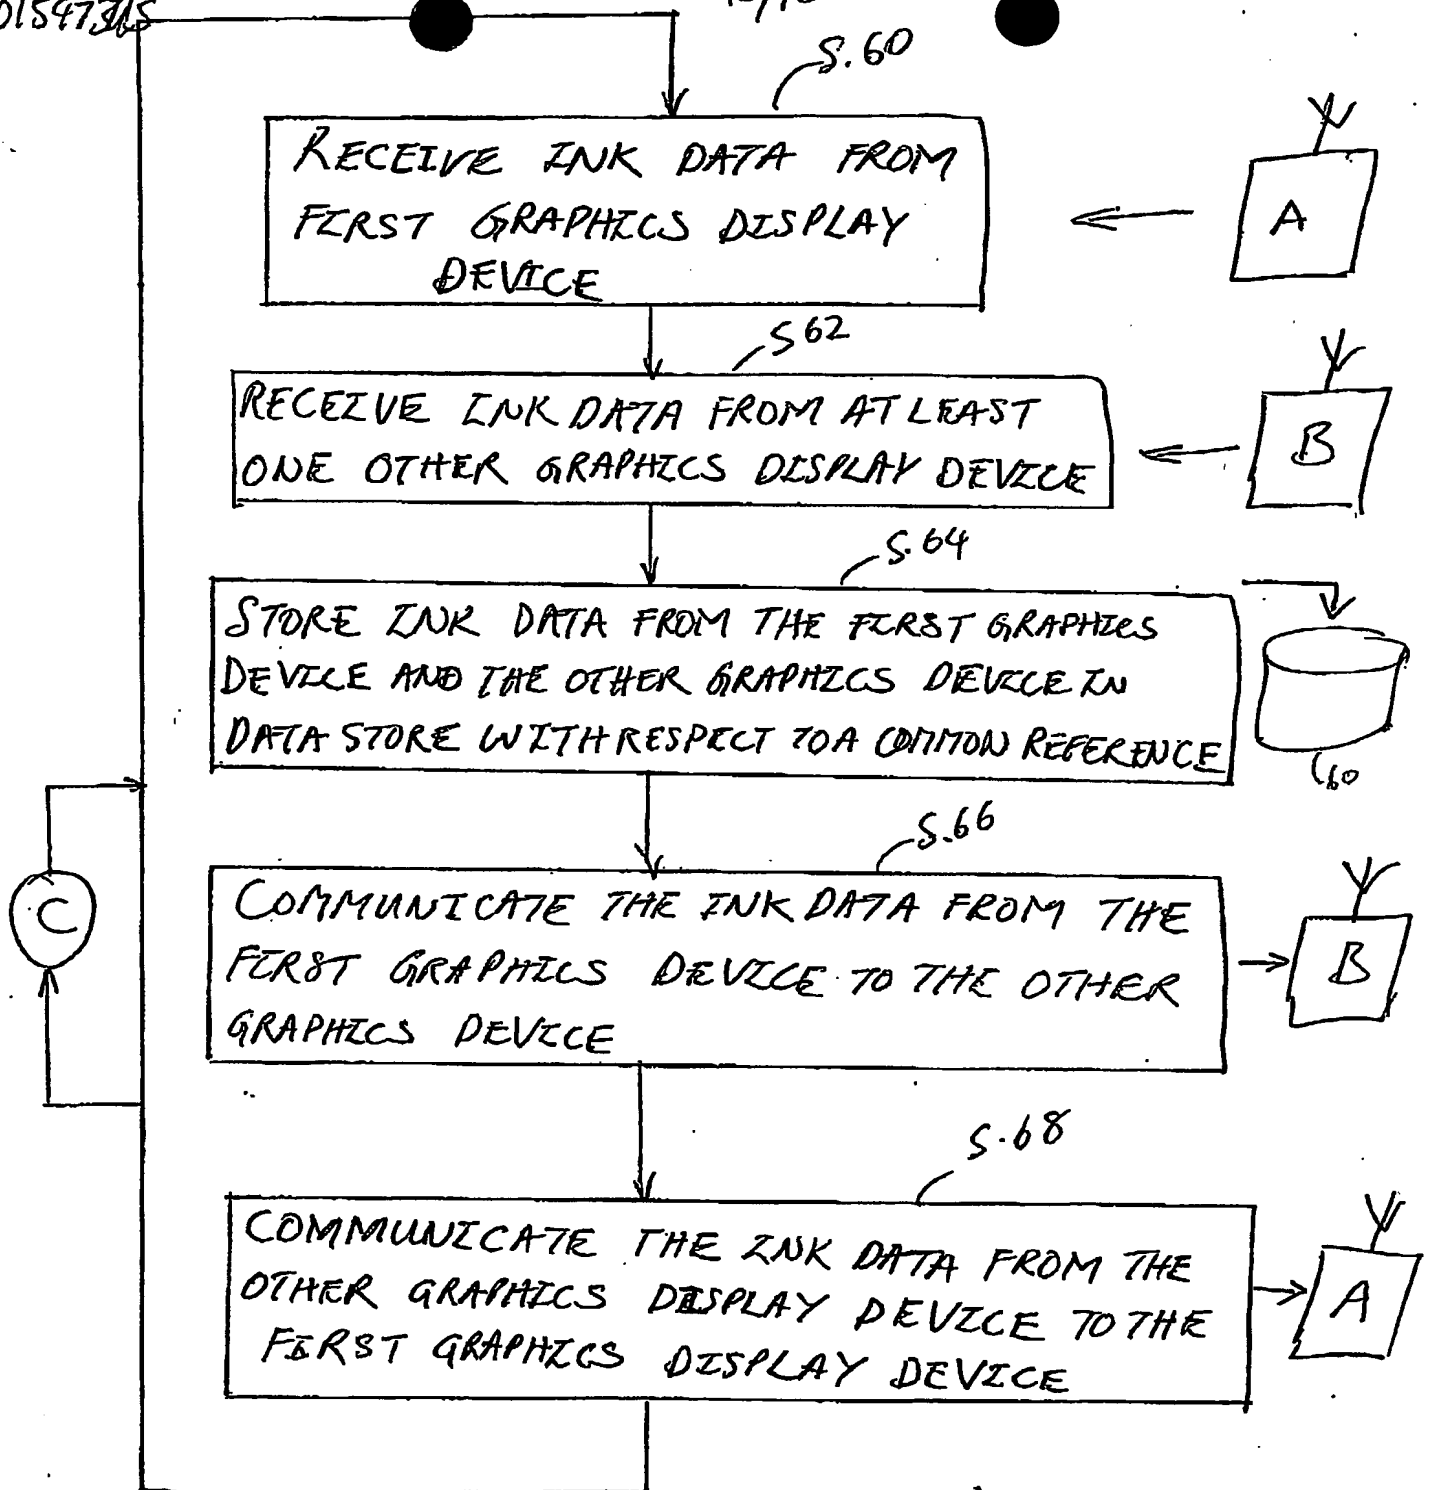 S.60
RECEIVE INK DATA FROM
FIRST GRAPHICS DISPLAY
DEVICE
A
S62
RECEIVE INK DATA FROM AT LEAST
ONE OTHER GRAPHICS DISPLAY DEVICE
B
S.64
STORE INK DATA FROM THE FIRST GRAPHICS
DEVICE AND THE OTHER GRAPHICS DEVICE IN
DATA STORE WITH RESPECT TO A COMMON REFERENCE
60
S.66
COMMUNICATE THE INK DATA FROM THE
FIRST GRAPHICS DEVICE TO THE OTHER
GRAPHICS DEVICE
B
C
S.68
COMMUNICATE THE INK DATA FROM THE
OTHER GRAPHICS DISPLAY DEVICE TO THE
FIRST GRAPHICS DISPLAY DEVICE
A